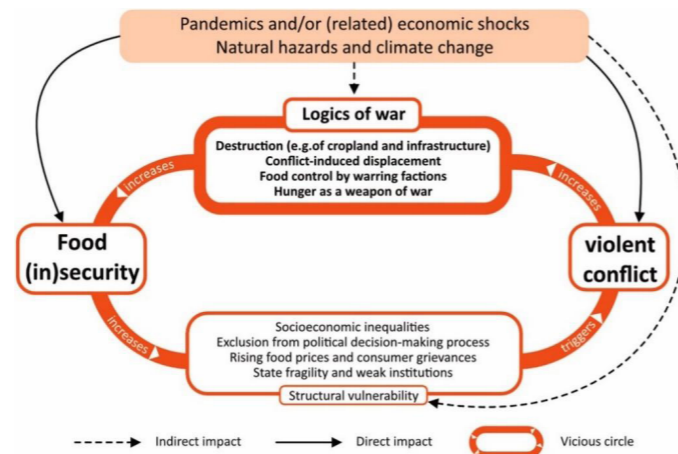 Pandemics and/or (related) economic shocks
Natural hazards and climate change
Logics of war
Destruction (e.g.of cropland and infrastructure)
Conflict-induced displacement
Food control by warring factions
Hunger as a weapon of war
increases
increases
Food
(in)security
violent
conflict
increases
triggers
Socioeconomic inequalities
Exclusion from political decision-making process
Rising food prices and consumer grievances
State fragility and weak institutions
Structural vulnerability
Indirect impact
Direct impact
Vicious circle